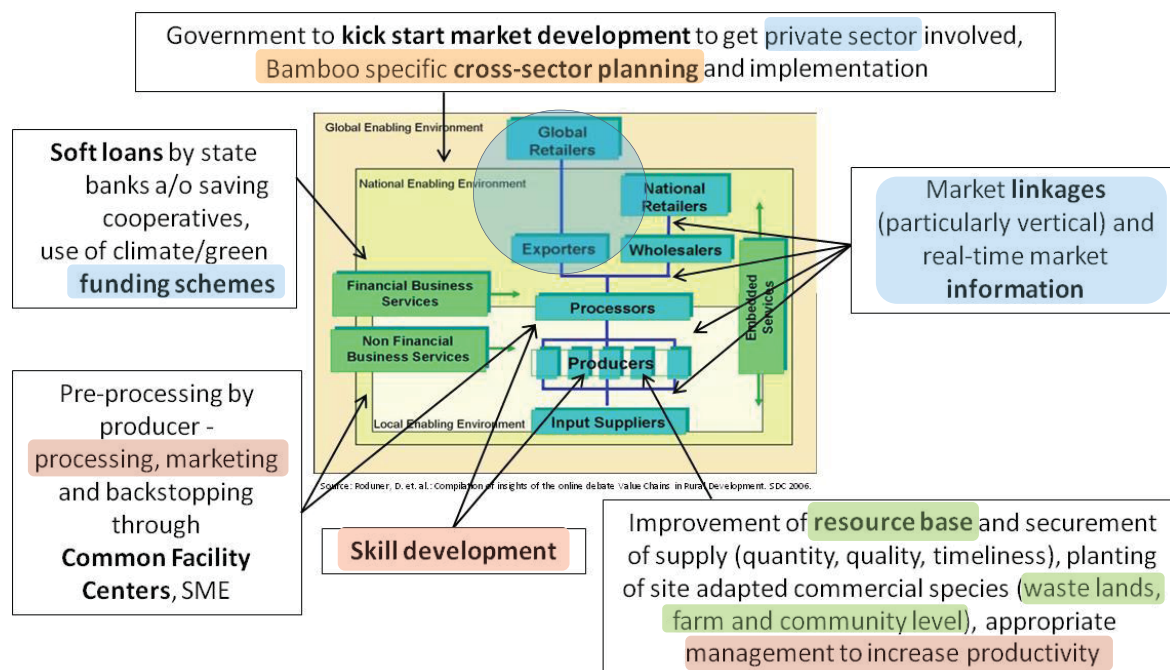 Government to kick start market development to get private sector involved,
Bamboo specific cross-sector planning and implementation
Soft loans by state
banks a/o saving
cooperatives,
use of climate/green
funding schemes
Global Enabling Environment
Global
Retailers
National Enabling Environment
National
Retailers
Exporters
Wholesalers
Market linkages
(particularly vertical) and
real-time market
information
Financial Business
Services
Processors
Embedded
Services
Non Financial
Business Services
Producers
Local Enabling Environment
Input Suppliers
Pre-processing by
producer -
processing, marketing
and backstopping
through
Common Facility
Centers, SME
Source: Roduner, D. et. al.: Compilation of insights of the online debate Value Chains in Rural Development. SDC 2006.
Skill development
Improvement of resource base and securement
of supply (quantity, quality, timeliness), planting
of site adapted commercial species (waste lands,
farm and community level), appropriate
management to increase productivity